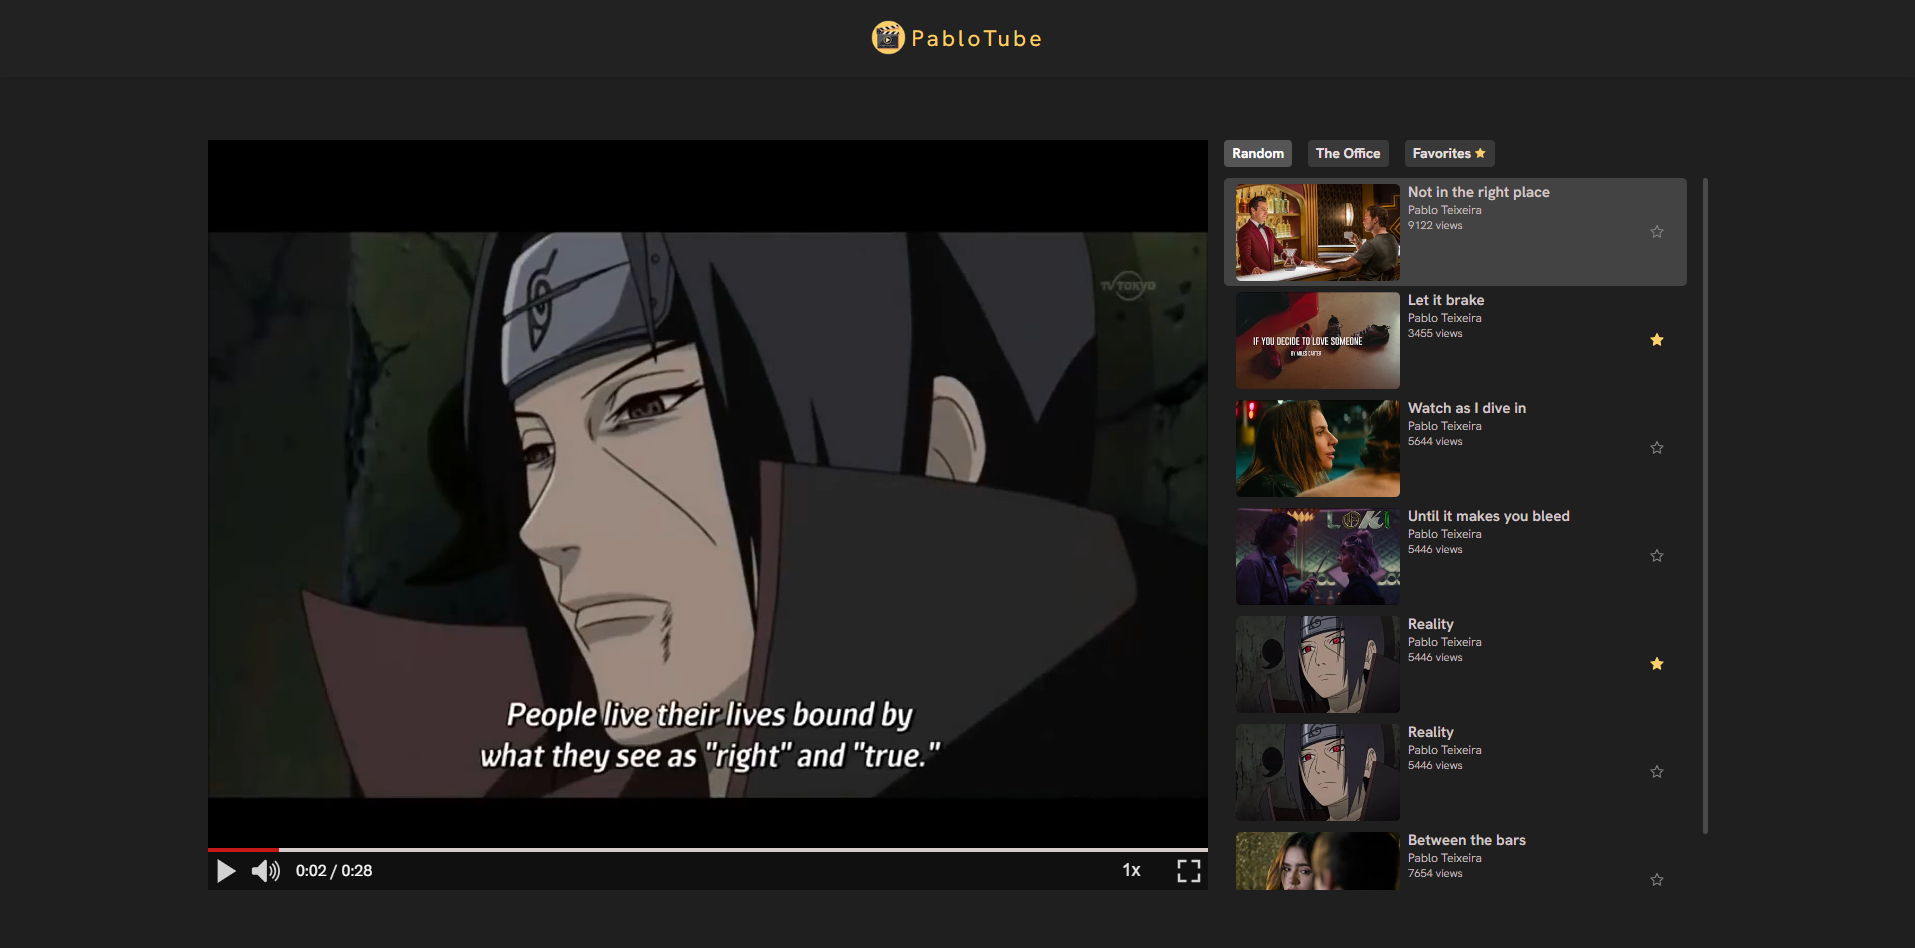 PabloTube
TV TOKYO
People live their lives bound by
what they see as "right" and "true."
0:02 / 0:28
1x
Random
The Office
Favorites
Not in the right place
Pablo Teixeira
9122 views
IF YOU DECIDE TO LOVE SOMEONE
BY MILES CARTER
Let it brake
Pablo Teixeira
3455 views
Watch as I dive in
Pablo Teixeira
5644 views
LOKI
Until it makes you bleed
Pablo Teixeira
5446 views
Reality
Pablo Teixeira
5446 views
Reality
Pablo Teixeira
5446 views
Between the bars
Pablo Teixeira
7654 views